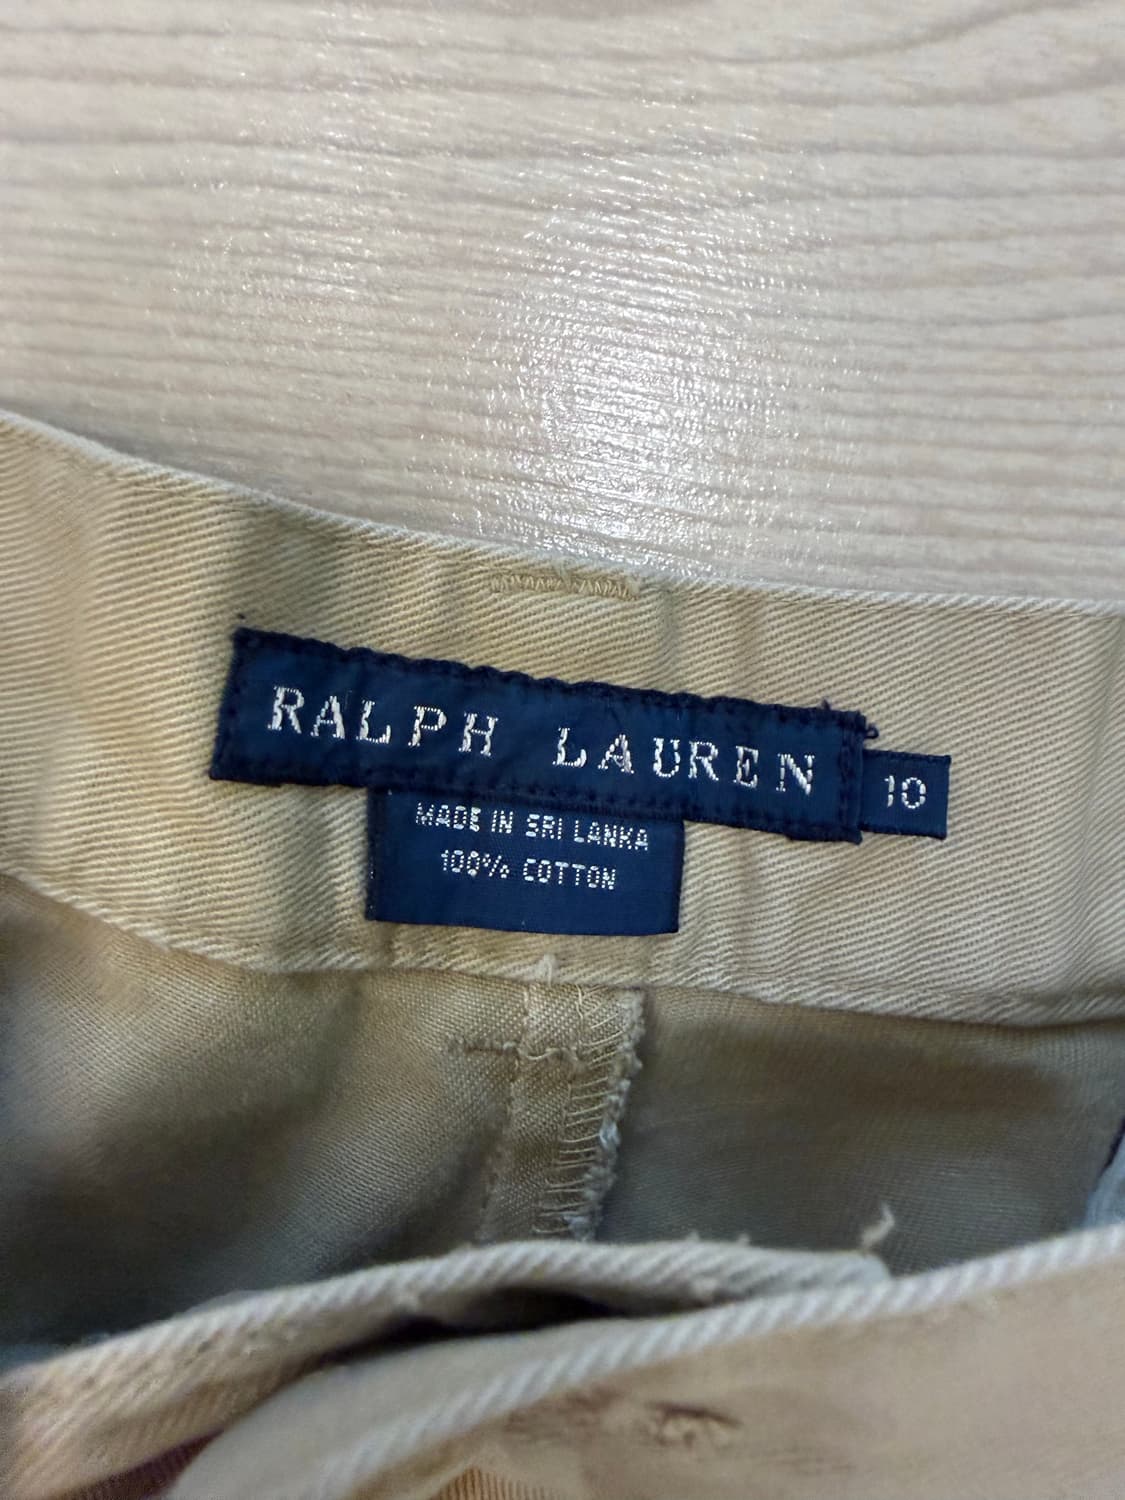 RALPH LAUREN
10
MADE IN SRI LANKA
100% COTTON